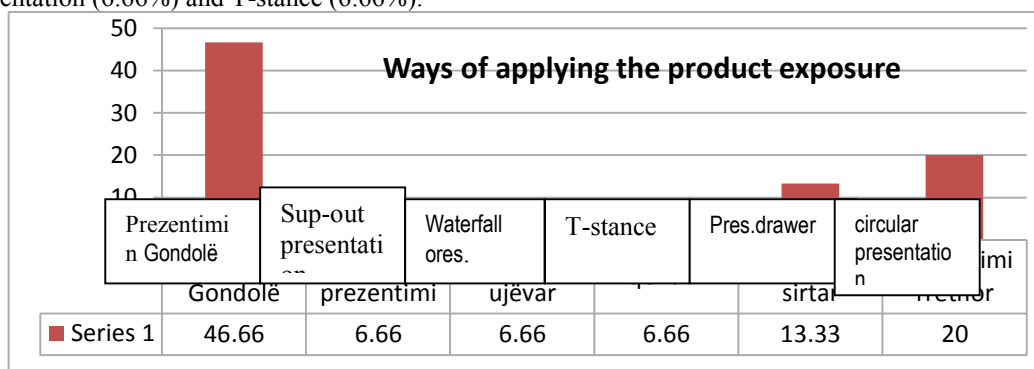 entation (6.66%) and T-stance (6.66%).
50
Ways of applying the product exposure
40
30
20
10
Prezentimi
n Gondolë
Sup-out
presentati
on
Waterfall
ores.
T-stance
Pres.drawer
circular
presentatio
n
imi
Gondolë prezentimi ujëvar sirtar Rrethor
Series 1 46.66 6.66 6.66 6.66 13.33 20